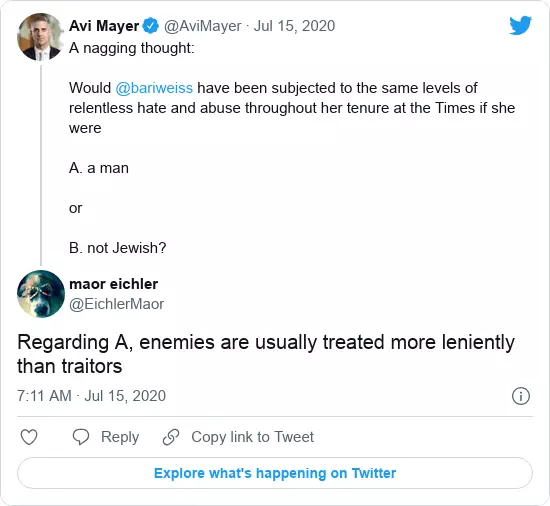 Avi Mayer @AviMayer · Jul 15, 2020
A nagging thought:
Would @bariweiss have been subjected to the same levels of
relentless hate and abuse throughout her tenure at the Times if she
were
A. a man
or
B. not Jewish?
maor eichler
@EichlerMaor
Regarding A, enemies are usually treated more leniently
than traitors
7:11 AM · Jul 15, 2020
Reply
Copy link to Tweet
Explore what's happening on Twitter